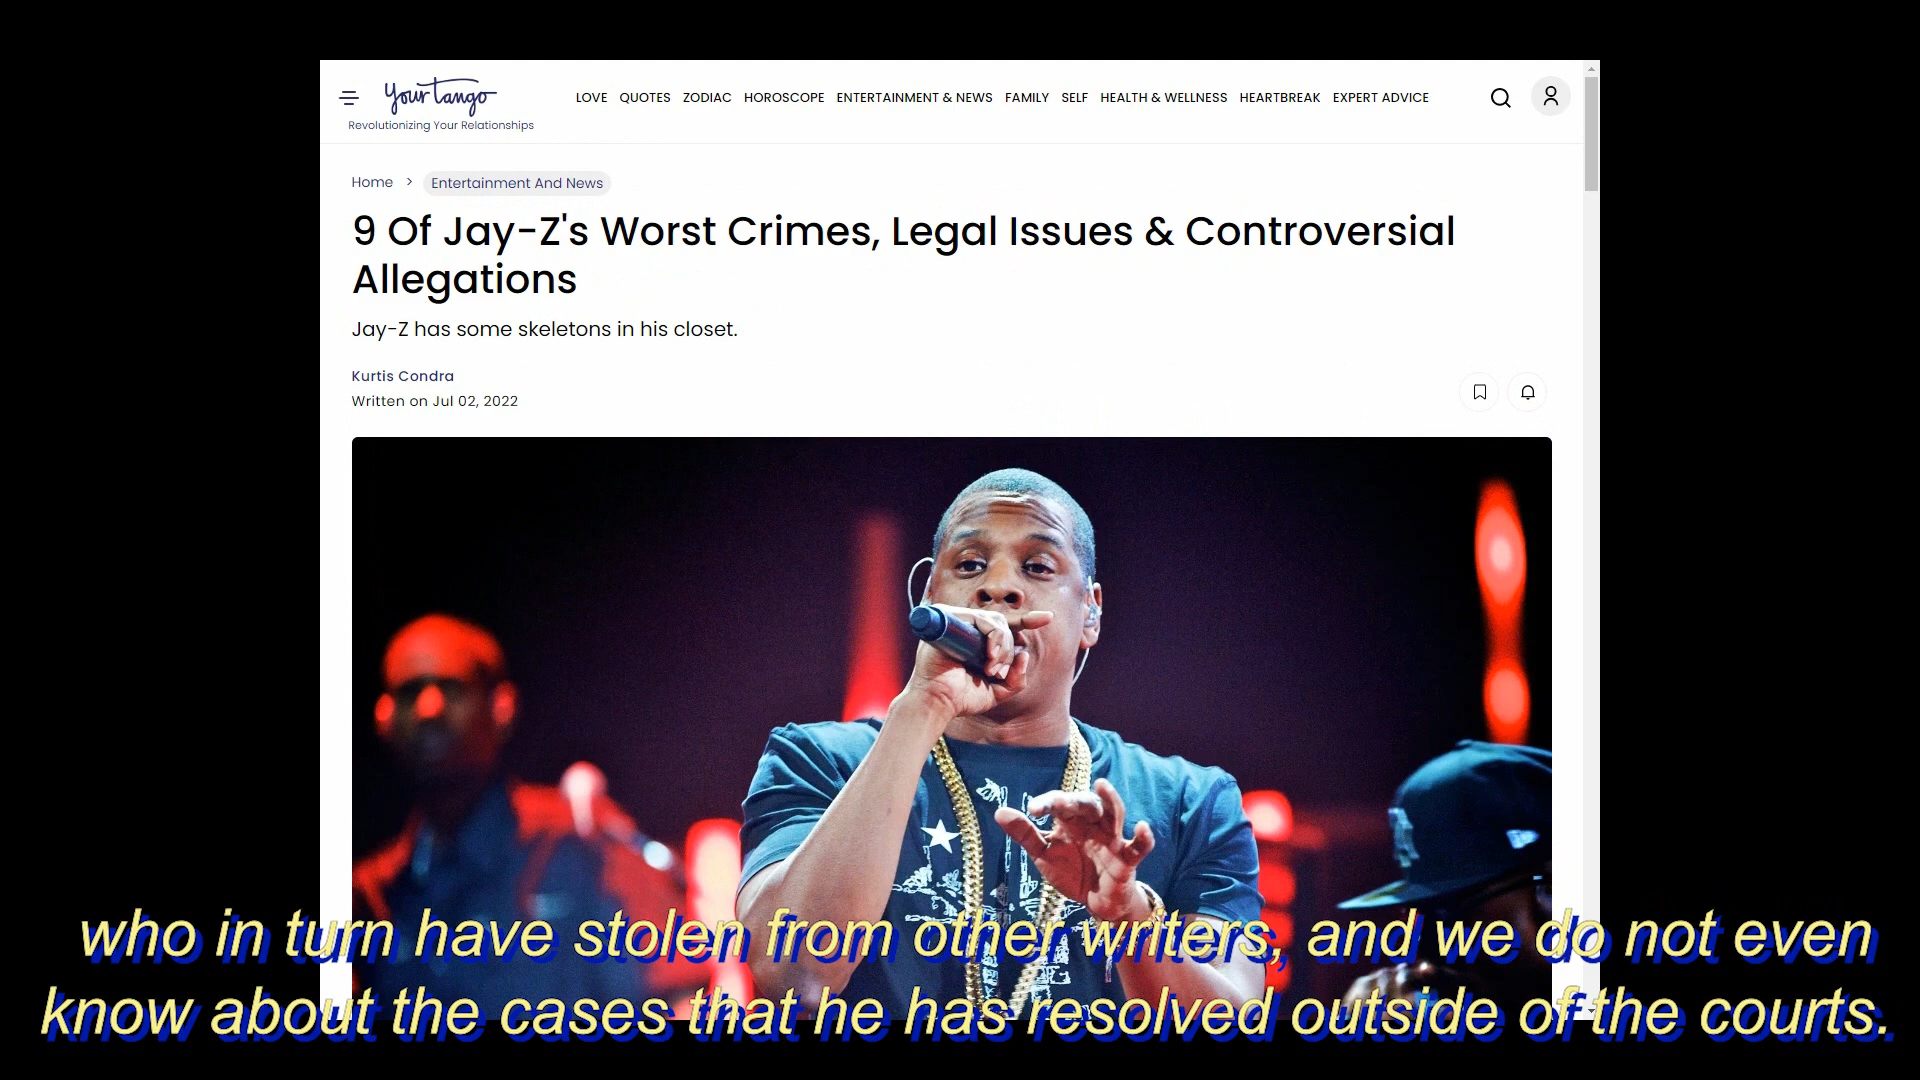 YourTango
Revolutionizing Your Relationships
LOVE QUOTES ZODIAC HOROSCOPE ENTERTAINMENT & NEWS FAMILY SELF HEALTH & WELLNESS HEARTBREAK EXPERT ADVICE
Home > Entertainment And News
9 Of Jay-Z's Worst Crimes, Legal Issues & Controversial
Allegations
Jay-Z has some skeletons in his closet.
Kurtis Condra
Written on Jul 02, 2022
who in turn have stolen from other writers, and we do not even
know about the cases that he has resolved outside of the courts.